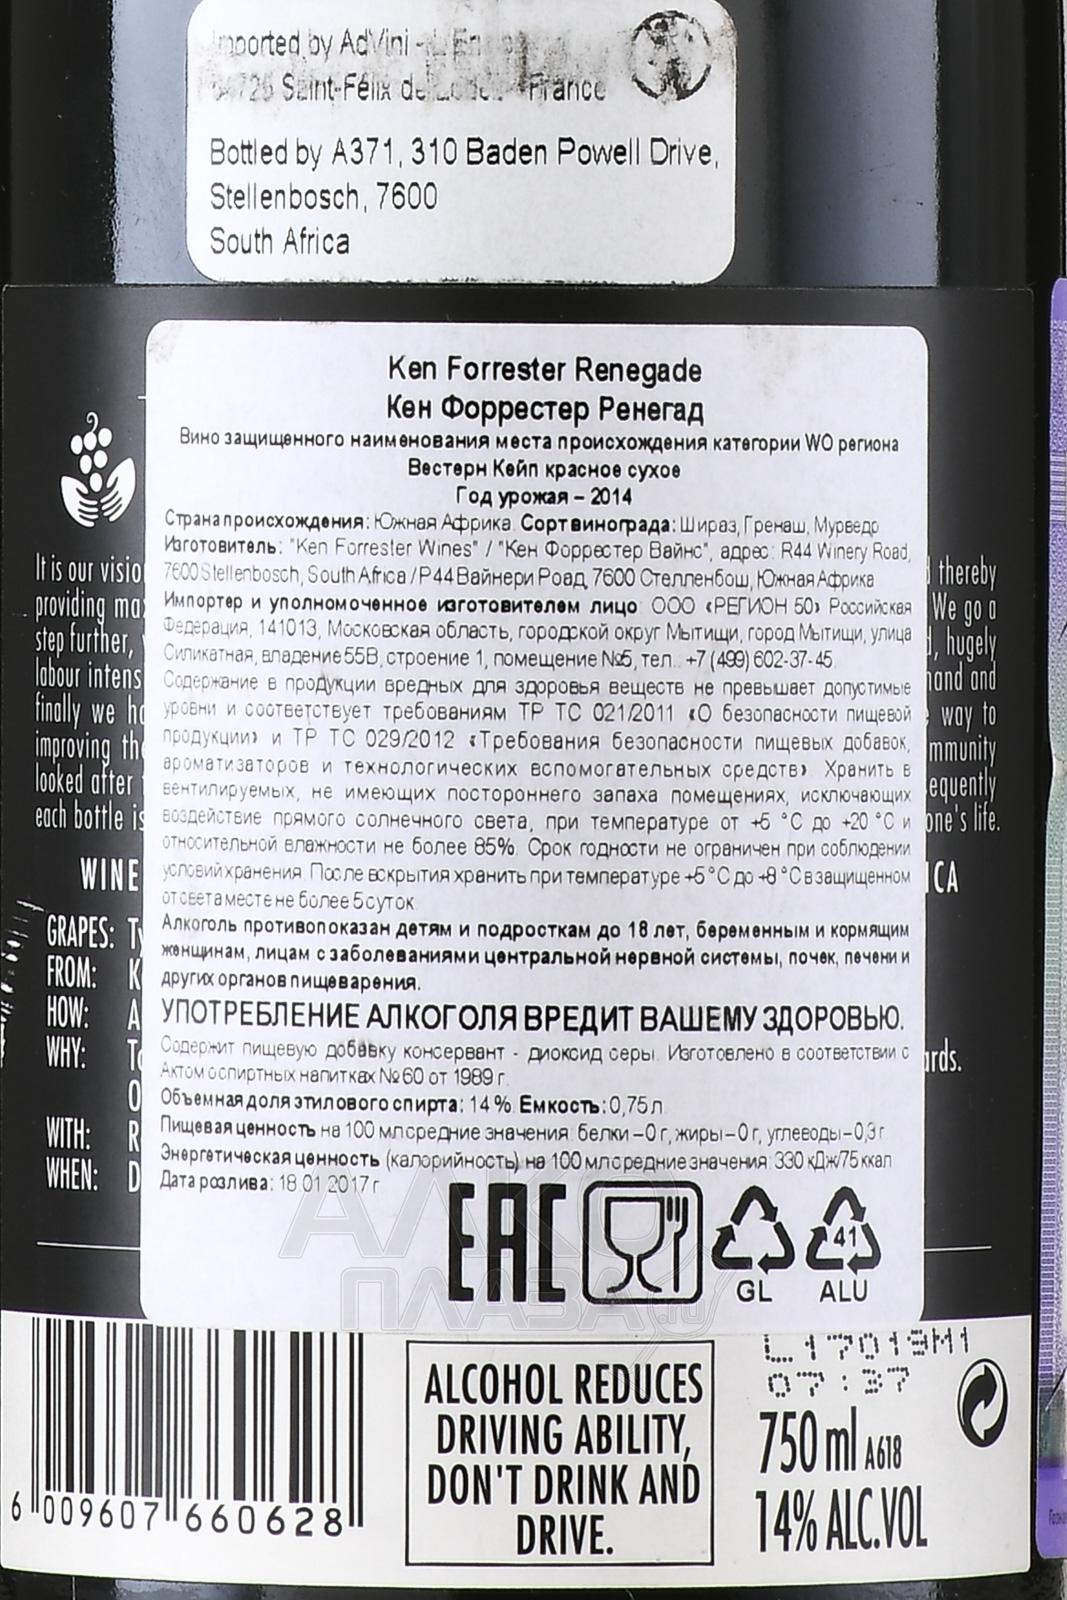 Imported by AdVini -
Saint-Félix de France
Bottled by A371, 310 Baden Powell Drive,
Stellenbosch, 7600
South Africa
Ken Forrester Renegade
Кен Форрестер Ренегад
Вино защищенного наименования места происхождения категории WO региона
Вестерн Кейп красное сухое
Год урожая – 2014
Страна происхождения: Южная Африка. Сорт винограда: Шираз, Гренаш, Мурведр
Изготовитель: "Ken Forrester Wines" / "Кен Форрестер Вайнс", адрес: R44 Winery Road,
7600 Stellenbosch, South Africa / Р44 Вайнери Роад, 7600 Стелленбош, Южная Африка
Импортер и уполномоченное изготовителем лицо: ООО «РЕГИОН 50» Российская
Федерация, 141013, Московская область, городской округ Мытищи, город Мытищи, улица
Силикатная, владение 55В, строение 1, помещение №5, тел.: +7 (499) 602-37-45.
Содержание в продукции вредных для здоровья веществ не превышает допустимые
уровни и соответствует требованиям ТР ТС 021/2011 «О безопасности пищевой
продукции» и ТР ТС 029/2012 «Требования безопасности пищевых добавок,
ароматизаторов и технологических вспомогательных средств». Хранить в
вентилируемых, не имеющих постороннего запаха помещениях, исключающих
воздействие прямого солнечного света, при температуре от +5 °С до +20 °С и
относительной влажности не более 85%. Срок годности не ограничен при соблюдении
условий хранения. После вскрытия хранить при температуре +5 °С до +8 °С в защищенном
от света месте не более 5 суток.
Алкоголь противопоказан детям и подросткам до 18 лет, беременным и кормящим
женщинам, лицам с заболеваниями центральной нервной системы, почек, печени и
других органов пищеварения.
УПОТРЕБЛЕНИЕ АЛКОГОЛЯ ВРЕДИТ ВАШЕМУ ЗДОРОВЬЮ.
Содержит пищевую добавку консервант - диоксид серы. Изготовлено в соответствии с
Актом о спиртных напитках №60 от 1989 г.
Объемная доля этилового спирта: 14%. Емкость: 0,75 л.
Пищевая ценность на 100 мл средние значения: белки – 0 г, жиры – 0 г, углеводы – 0,3 г
Энергетическая ценность (калорийность) на 100 мл средние значения: 330 кДж/75 ккал
Дата розлива: 18.01.2017 г.
EAC
GL
41
ALU
АЛКО
ПЛАЗА.ru
It is our visio thereby
providing ma We go a
step further, hugely
labour intens hand and
finally we ha way to
improving th mmunity
looked after sequently
each bottle is one's life.
WINE ICA
GRAPES: Ty
FROM: K
HOW: A
WHY: To rds.
O
WITH: R
WHEN: D
6 009607 660628
ALCOHOL REDUCES
DRIVING ABILITY,
DON'T DRINK AND
DRIVE.
L17019M1
07:37
750 ml A618
14% ALC.VOL